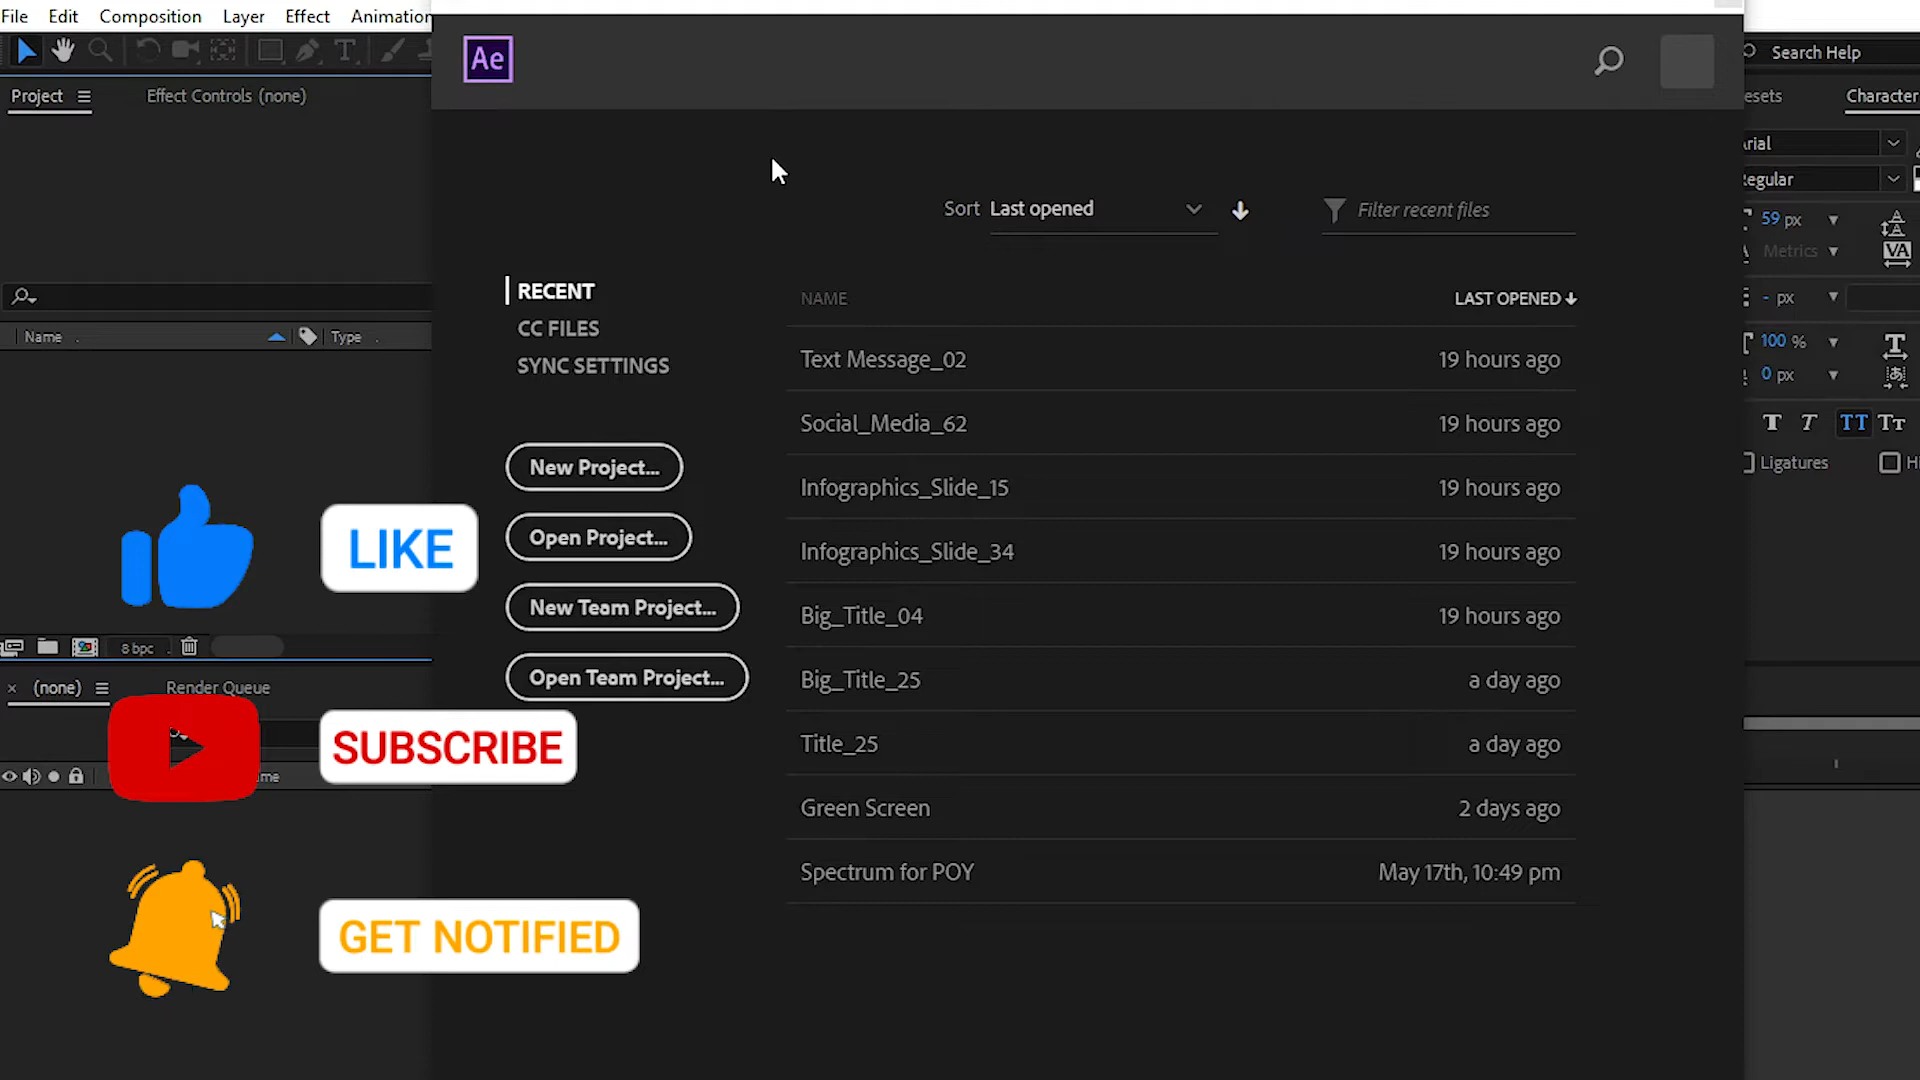 File Edit Composition Layer Effect Animation
Ae
Search Help
Project
Effect Controls (none)
esets
Character
Arial
Regular
Sort Last opened
Filter recent files
59 px
Metrics
- px
100 %
0 px
Ligatures
RECENT
CC FILES
SYNC SETTINGS
NAME
LAST OPENED
Name
Type
Text Message_02
19 hours ago
Social_Media_62
19 hours ago
Infographics_Slide_15
19 hours ago
Infographics_Slide_34
19 hours ago
Big_Title_04
19 hours ago
Big_Title_25
a day ago
Title_25
a day ago
Green Screen
2 days ago
Spectrum for POY
May 17th, 10:49 pm
New Project...
Open Project...
New Team Project...
Open Team Project...
LIKE
8 bpc
(none)
Render Queue
SUBSCRIBE
GET NOTIFIED